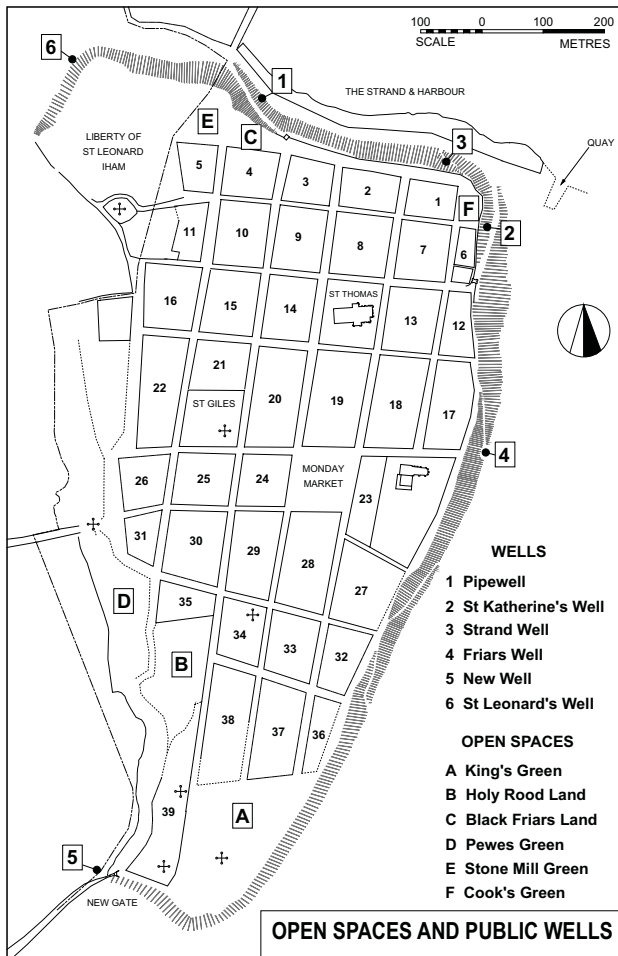 100 0 100 200
SCALE METRES
6
1
THE STRAND & HARBOUR
E
C
LIBERTY OF
ST LEONARD
IHAM
3
QUAY
5
4
3
2
1
F
2
11
10
9
8
7
6
16
15
14
ST THOMAS
13
12
22
21
ST GILES
20
19
18
17
4
26
25
24
MONDAY
MARKET
23
31
30
29
28
27
D
35
34
33
32
B
38
37
36
39
A
5
NEW GATE
WELLS
1 Pipewell
2 St Katherine's Well
3 Strand Well
4 Friars Well
5 New Well
6 St Leonard's Well
OPEN SPACES
A King's Green
B Holy Rood Land
C Black Friars Land
D Pewes Green
E Stone Mill Green
F Cook's Green
OPEN SPACES AND PUBLIC WELLS